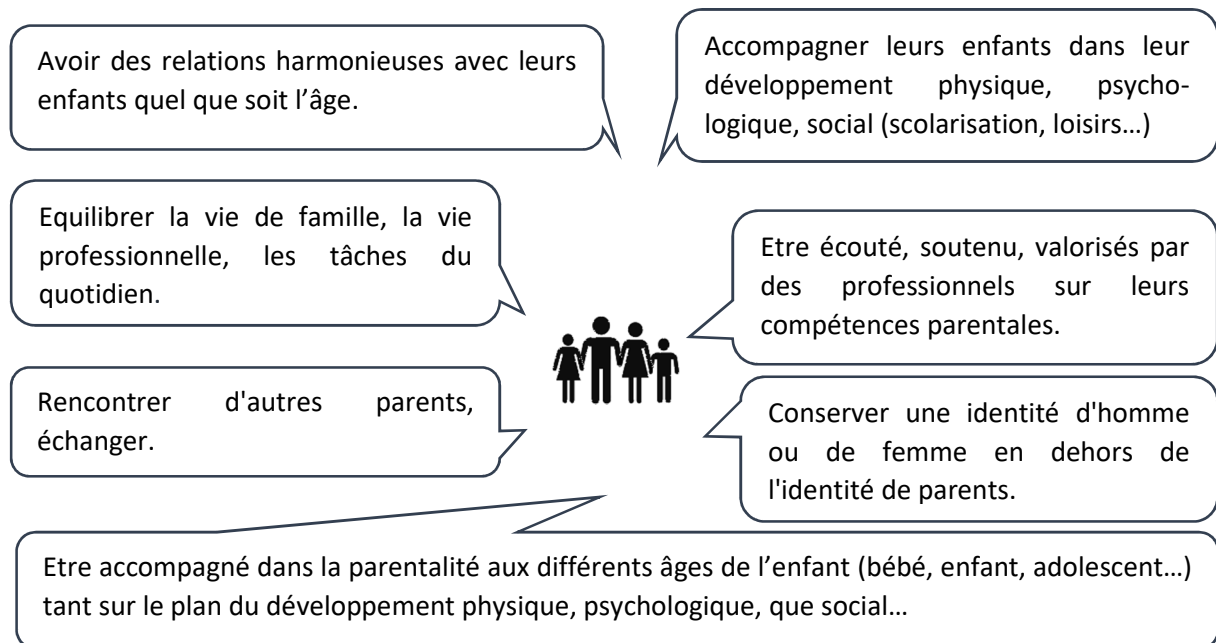 Avoir des relations harmonieuses avec leurs
enfants quel que soit l’âge.
Accompagner leurs enfants dans leur
développement physique, psycho-
logique, social (scolarisation, loisirs…)
Equilibrer la vie de famille, la vie
professionnelle, les tâches du
quotidien.
Etre écouté, soutenu, valorisés par
des professionnels sur leurs
compétences parentales.
Rencontrer d'autres parents,
échanger.
Conserver une identité d'homme
ou de femme en dehors de
l'identité de parents.
Etre accompagné dans la parentalité aux différents âges de l’enfant (bébé, enfant, adolescent…)
tant sur le plan du développement physique, psychologique, que social…